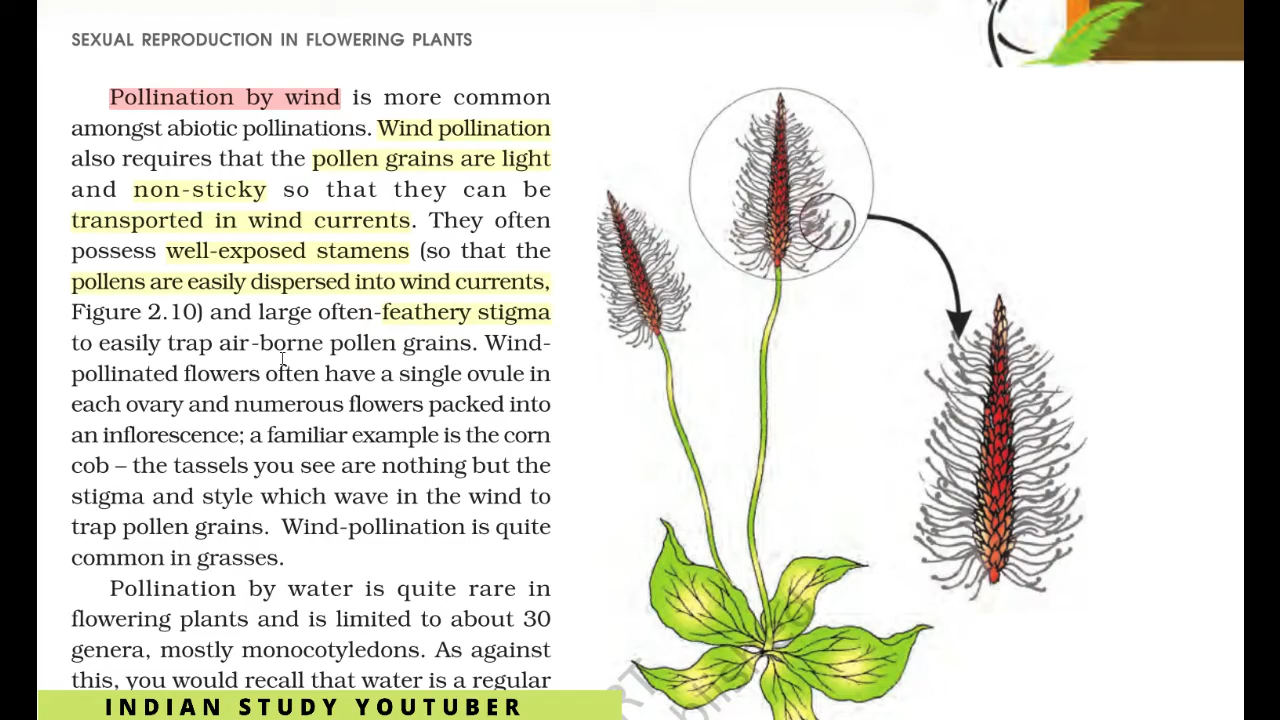 SEXUAL REPRODUCTION IN FLOWERING PLANTS
Pollination by wind is more common
amongst abiotic pollinations. Wind pollination
also requires that the pollen grains are light
and non-sticky so that they can be
transported in wind currents. They often
possess well-exposed stamens (so that the
pollens are easily dispersed into wind currents,
Figure 2.10) and large often-feathery stigma
to easily trap air-borne pollen grains. Wind-
pollinated flowers often have a single ovule in
each ovary and numerous flowers packed into
an inflorescence; a familiar example is the corn
cob – the tassels you see are nothing but the
stigma and style which wave in the wind to
trap pollen grains. Wind-pollination is quite
common in grasses.
Pollination by water is quite rare in
flowering plants and is limited to about 30
genera, mostly monocotyledons. As against
this, you would recall that water is a regular
INDIAN STUDY YOUTUBER